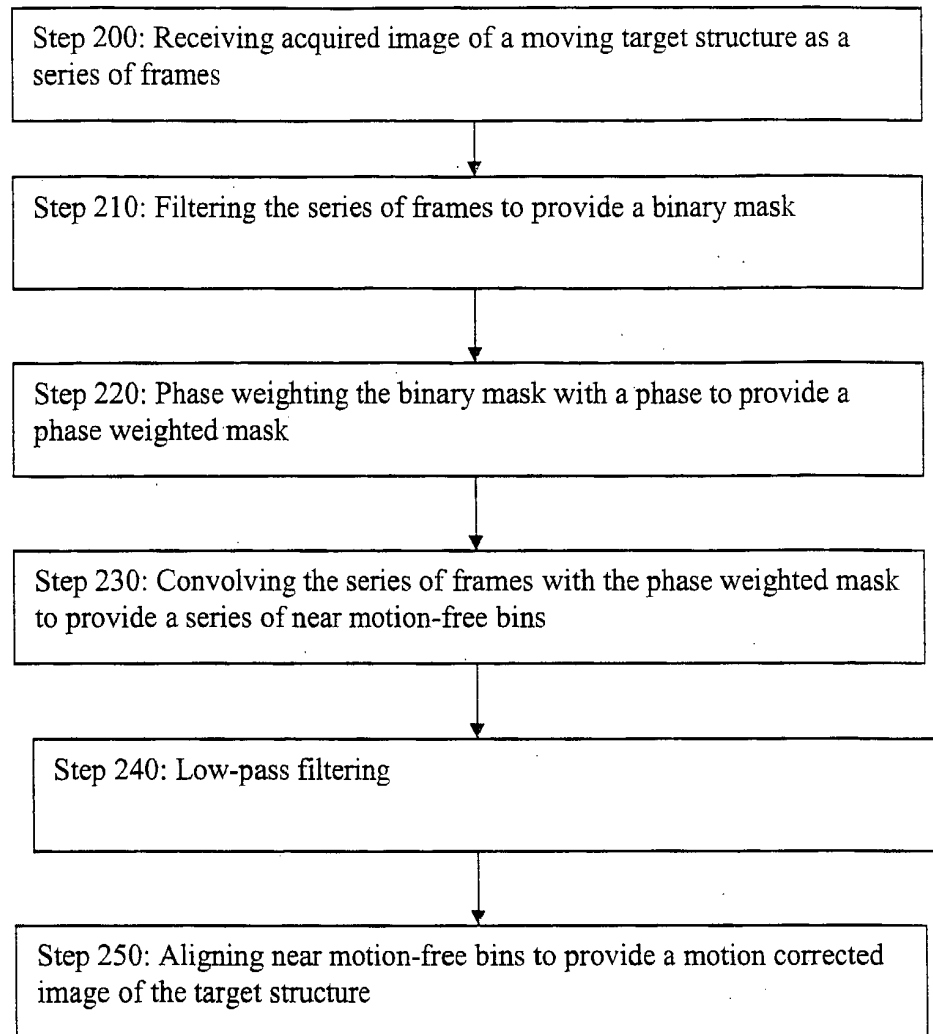 Step 200: Receiving acquired image of a moving target structure as a
series of frames
Step 210: Filtering the series of frames to provide a binary mask
Step 220: Phase weighting the binary mask with a phase to provide a
phase weighted mask
Step 230: Convolving the series of frames with the phase weighted mask
to provide a series of near motion-free bins
Step 240: Low-pass filtering
Step 250: Aligning near motion-free bins to provide a motion corrected
image of the target structure